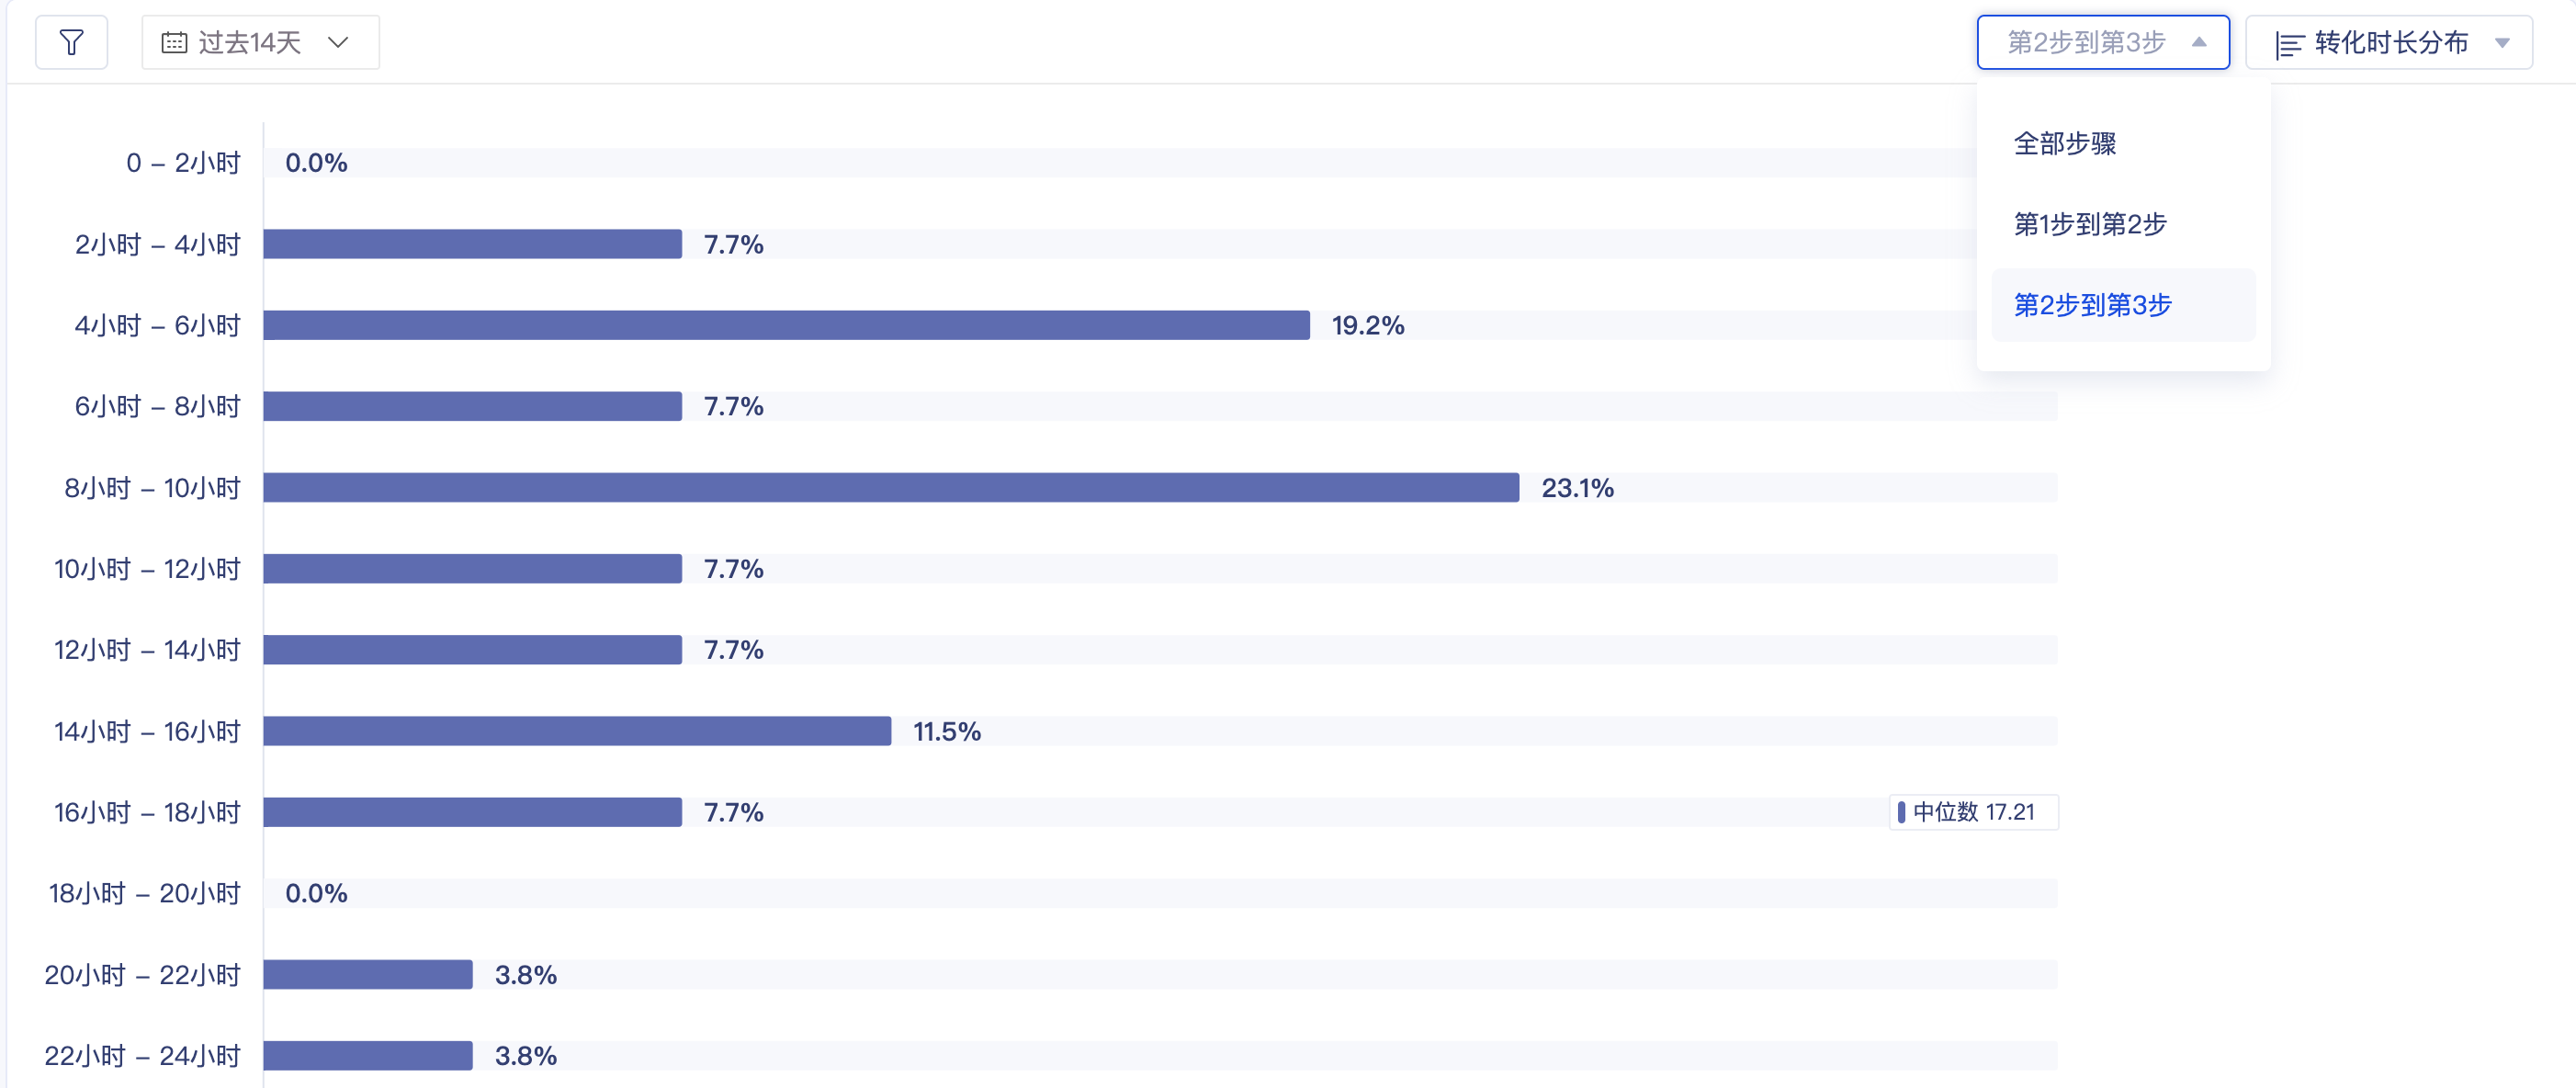 过去14天
第2步到第3步
转化时长分布
全部步骤
第1步到第2步
第2步到第3步
0 – 2小时 0.0%
2小时 – 4小时 7.7%
4小时 – 6小时 19.2%
6小时 – 8小时 7.7%
8小时 – 10小时 23.1%
10小时 – 12小时 7.7%
12小时 – 14小时 7.7%
14小时 – 16小时 11.5%
16小时 – 18小时 7.7% 中位数 17.21
18小时 – 20小时 0.0%
20小时 – 22小时 3.8%
22小时 – 24小时 3.8%